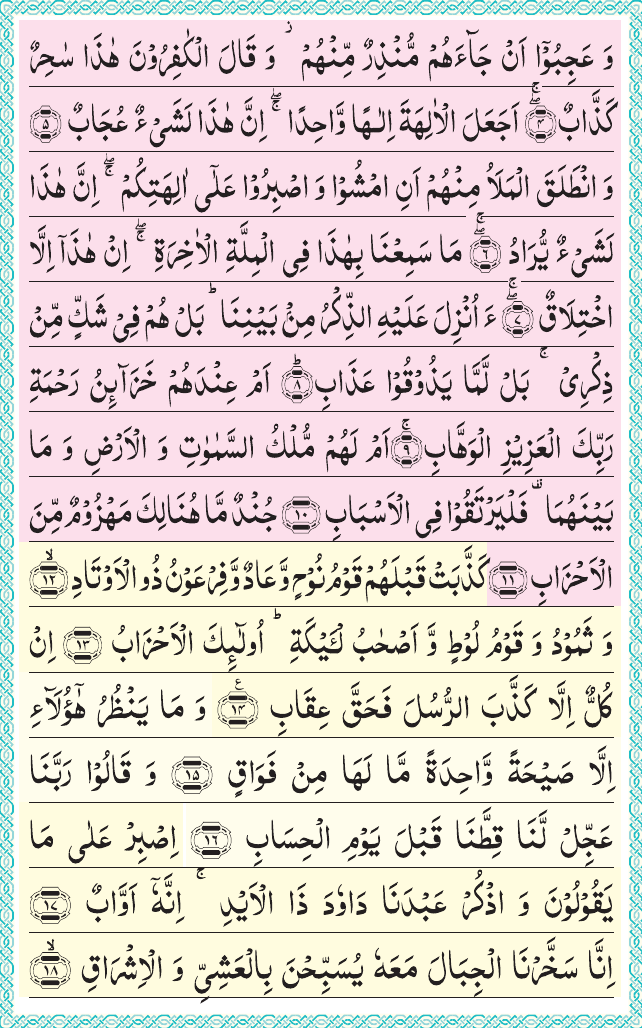 وَ عَجِبُوْۤا اَنْ جَآءَهُمْ مُّنْذِرٌ مِّنْهُمْ ؗ وَ قَالَ الْكٰفِرُوْنَ هٰذَا سٰحِرٌ
كَذَّابٌۖۚ ۴ اَجَعَلَ الْاٰلِهَةَ اِلٰـهًا وَّاحِدًا ۖۚ اِنَّ هٰذَا لَشَیْءٌ عُجَابٌ ۵
وَ انْطَلَقَ الْمَلَاُ مِنْهُمْ اَنِ امْشُوْا وَ اصْبِرُوْا عَلٰۤی اٰلِهَتِكُمْ ۖۚ اِنَّ هٰذَا
لَشَیْءٌ یُّرَادُۖۚ ۶ مَا سَمِعْنَا بِهٰذَا فِی الْمِلَّةِ الْاٰخِرَةِ ۖۚ اِنْ هٰذَاۤ اِلَّا
اخْتِلَاقٌۖۚ ۷ ءَ اُنْزِلَ عَلَیْهِ الذِّكْرُ مِنْۢ بَیْنِنَا ؕ بَلْ هُمْ فِیْ شَكٍّ مِّنْ
ذِكْرِیْ ۚ بَلْ لَّمَّا یَذُوْقُوْا عَذَابِؕ ۸ اَمْ عِنْدَهُمْ خَزَآئِنُ رَحْمَةِ
رَبِّكَ الْعَزِیْزِ الْوَهَّابِۚ ۹ اَمْ لَهُمْ مُّلْكُ السَّمٰوٰتِ وَ الْاَرْضِ وَ مَا
بَیْنَهُمَا ۫ فَلْیَرْتَقُوْا فِی الْاَسْبَابِ ۱۰ جُنْدٌ مَّا هُنَالِكَ مَهْزُوْمٌ مِّنَ
الْاَحْزَابِ ۱۱ كَذَّبَتْ قَبْلَهُمْ قَوْمُ نُوْحٍ وَّ عَادٌ وَّ فِرْعَوْنُ ذُو الْاَوْتَادِۙ ۱۲
وَ ثَمُوْدُ وَ قَوْمُ لُوْطٍ وَّ اَصْحٰبُ لْـَٔیْكَةِ ؕ اُولٰٓئِكَ الْاَحْزَابُ ۱۳ اِنْ
كُلٌّ اِلَّا كَذَّبَ الرُّسُلَ فَحَقَّ عِقَابِ ۱۴ ع وَ مَا یَنْظُرُ هٰۤؤُلَآءِ
اِلَّا صَیْحَةً وَّاحِدَةً مَّا لَهَا مِنْ فَوَاقٍ ۱۵ وَ قَالُوْا رَبَّنَا
عَجِّلْ لَّنَا قِطَّنَا قَبْلَ یَوْمِ الْحِسَابِ ۱۶ اِصْبِرْ عَلٰی مَا
یَقُوْلُوْنَ وَ اذْكُرْ عَبْدَنَا دَاوٗدَ ذَا الْاَیْدِ ۚ اِنَّهٗۤ اَوَّابٌ ۱۷
اِنَّا سَخَّرْنَا الْجِبَالَ مَعَهٗ یُسَبِّحْنَ بِالْعَشِیِّ وَ الْاِشْرَاقِۙ ۱۸